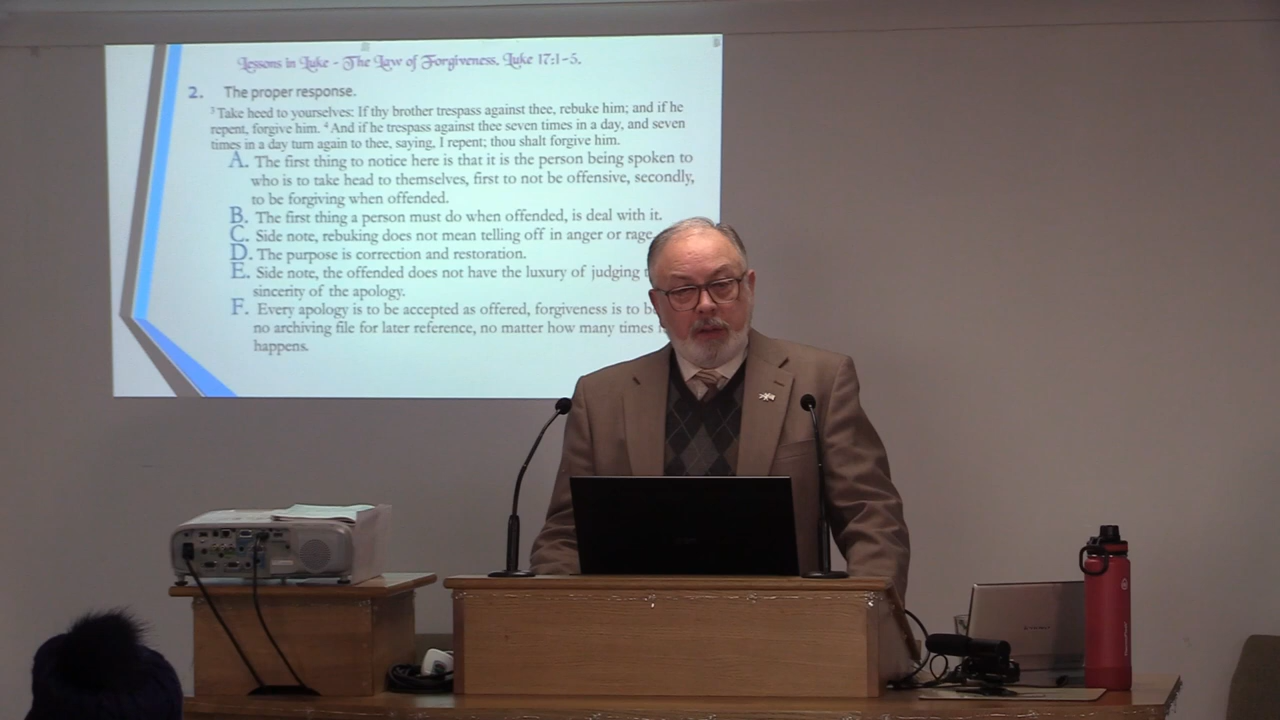 Lessons in Luke - The Law of Forgiveness, Luke 17:1-5.
2. The proper response.
3 Take heed to yourselves: If thy brother trespass against thee, rebuke him; and if he
repent, forgive him. 4 And if he trespass against thee seven times in a day, and seven
times in a day turn again to thee, saying, I repent; thou shalt forgive him.
A. The first thing to notice here is that it is the person being spoken to
who is to take head to themselves, first to not be offensive, secondly,
to be forgiving when offended.
B. The first thing a person must do when offended, is deal with it.
C. Side note, rebuking does not mean telling off in anger or rage.
D. The purpose is correction and restoration.
E. Side note, the offended does not have the luxury of judging
sincerity of the apology.
F. Every apology is to be accepted as offered, forgiveness is to
no archiving file for later reference, no matter how many times
happens.